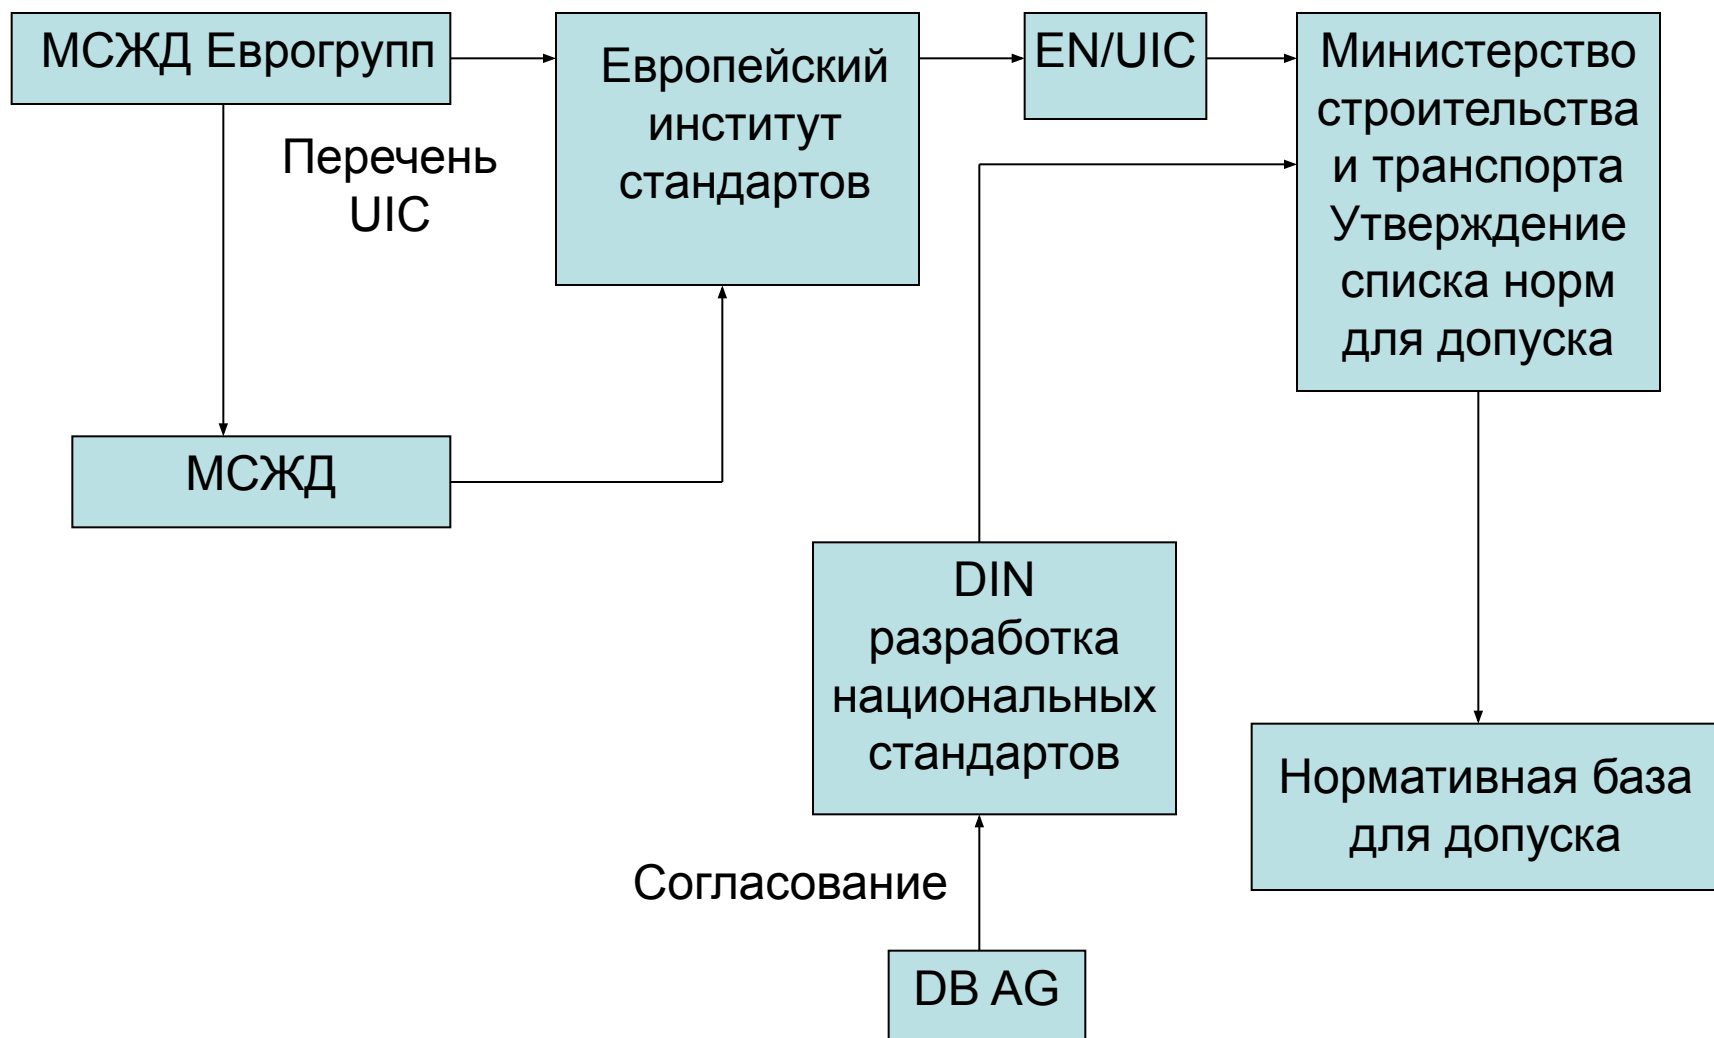 МСЖД Еврогрупп
Европейский
институт
стандартов
EN/UIC
Министерство
строительства
и транспорта
Утверждение
списка норм
для допуска
Перечень
UIC
МСЖД
DIN
разработка
национальных
стандартов
Нормативная база
для допуска
Согласование
DB AG